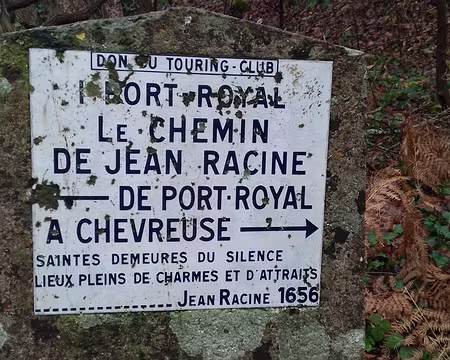 DON DU TOURING-CLUB
PORT-ROYAL
LE CHEMIN
DE JEAN RACINE
DE PORT-ROYAL
A CHEVREUSE
SAINTES DEMEURES DU SILENCE
LIEUX PLEINS DE CHARMES ET D'ATTRAITS
JEAN RACINE 1656